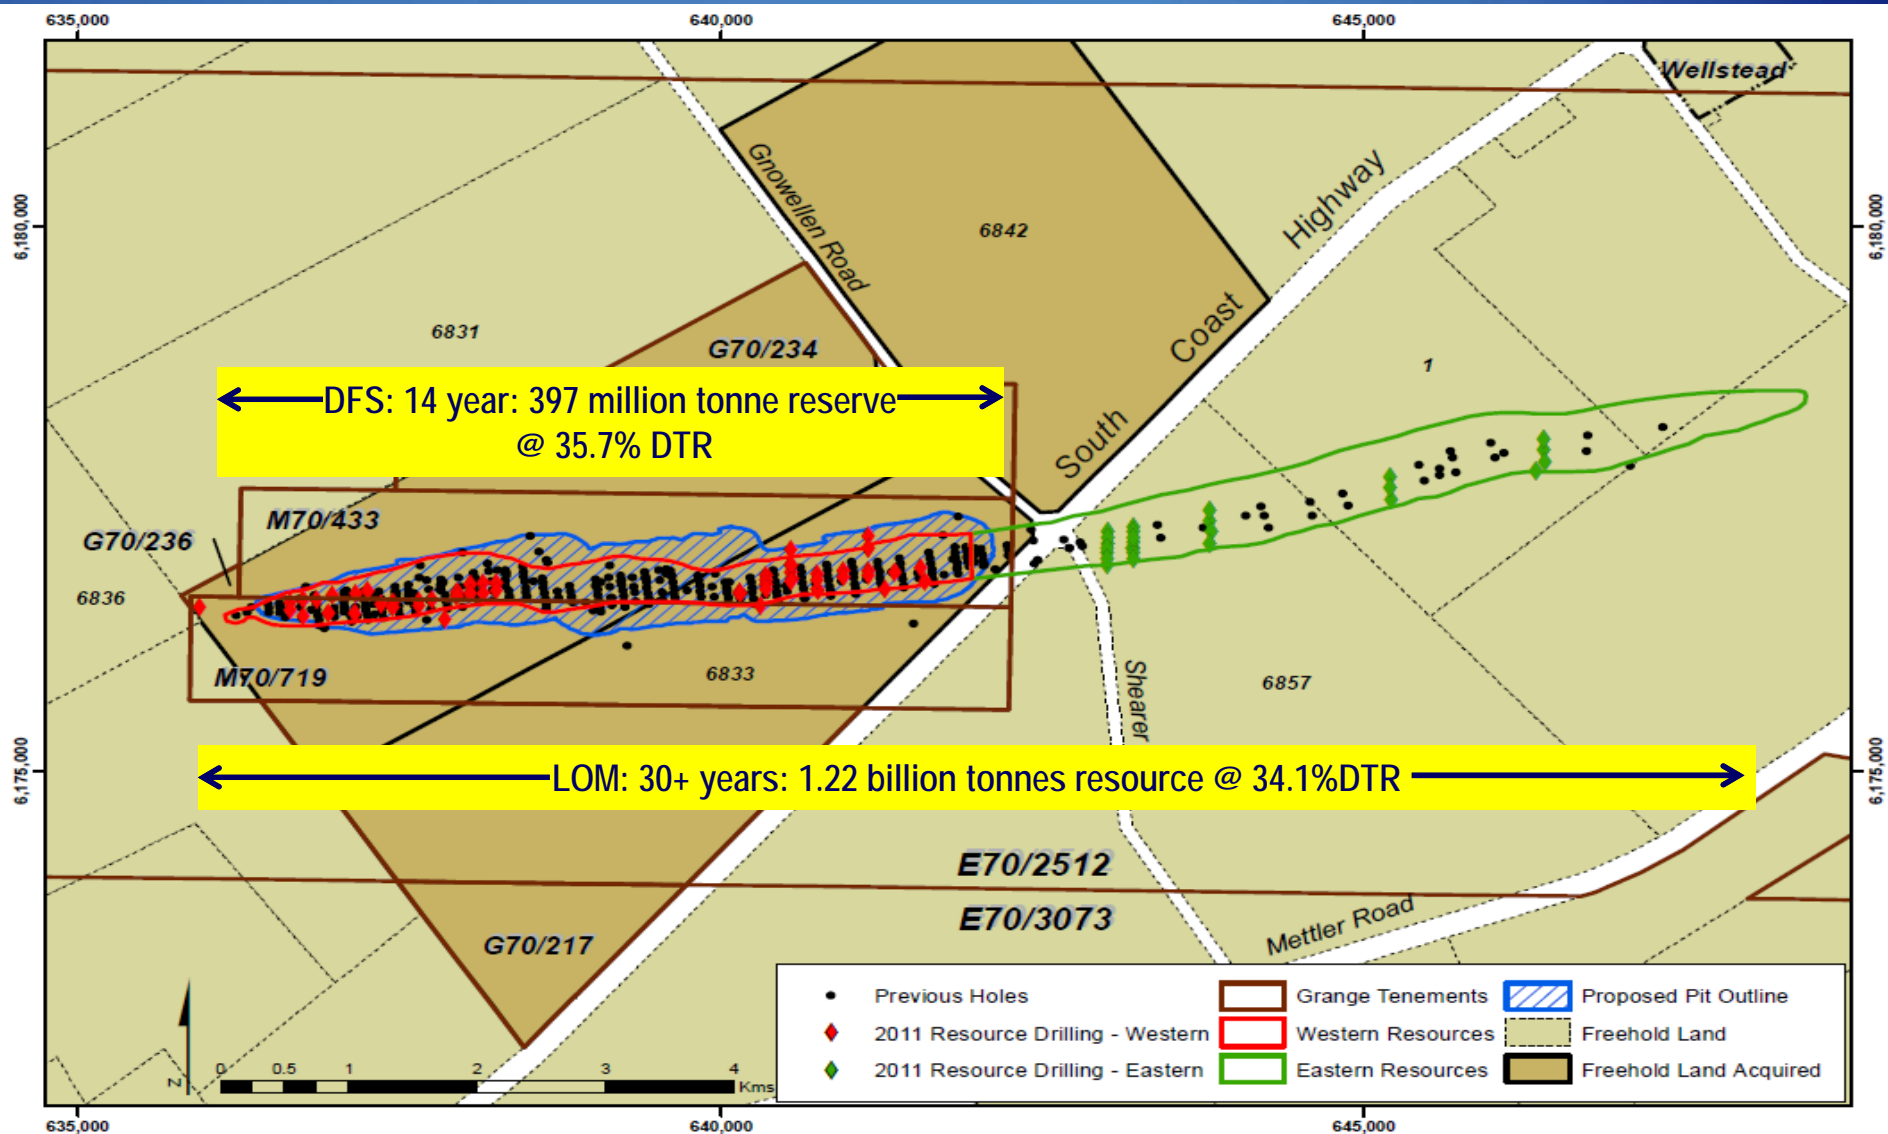 635,000
640,000
645,000
Wellstead
Gnowellen Road
Highway
6,180,000
6,180,000
6842
Coast
6831
G70/234
1
DFS: 14 year: 397 million tonne reserve
@ 35.7% DTR
South
M70/433
G70/236
6836
M70/719
6833
Shearer
6857
6,175,000
LOM: 30+ years: 1.22 billion tonnes resource @ 34.1%DTR
6,175,000
E70/2512
E70/3073
G70/217
Mettler Road
Previous Holes
2011 Resource Drilling - Western
2011 Resource Drilling - Eastern
Grange Tenements
Western Resources
Eastern Resources
Proposed Pit Outline
Freehold Land
Freehold Land Acquired
N
0 0.5 1 2 3 4
Kms
635,000
640,000
645,000